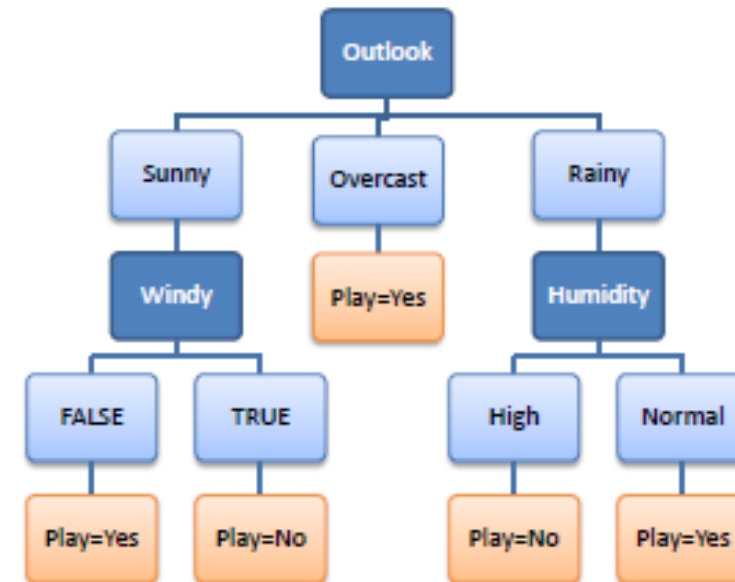 Outlook
Sunny
Overcast
Rainy
Windy
Play=Yes
Humidity
FALSE
TRUE
High
Normal
Play=Yes
Play=No
Play=No
Play=Yes